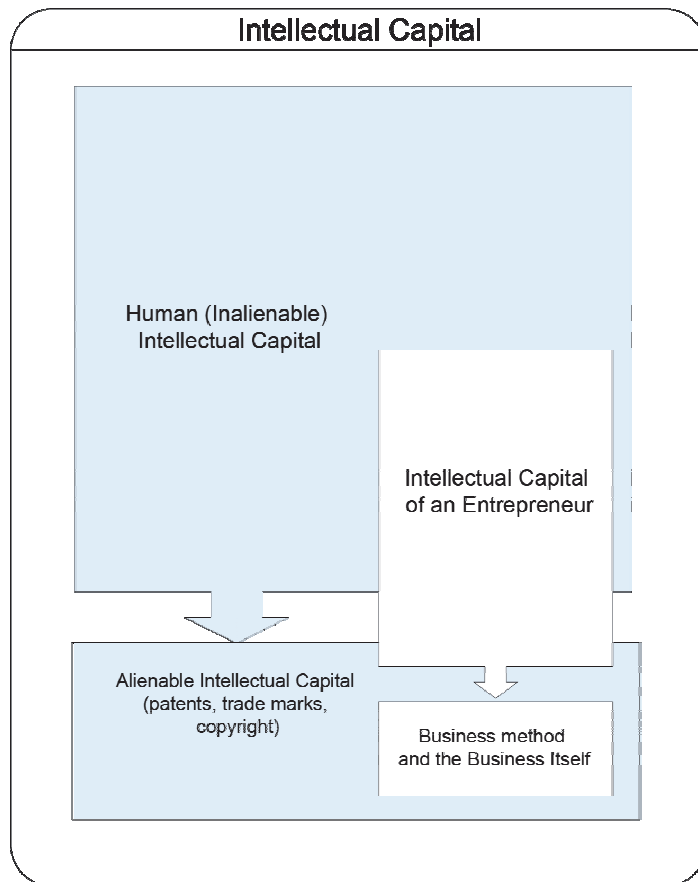 Intellectual Capital
Human (Inalienable)
Intellectual Capital
Intellectual Capital
of an Entrepreneur
Alienable Intellectual Capital
(patents, trade marks,
copyright)
Business method
and the Business Itself